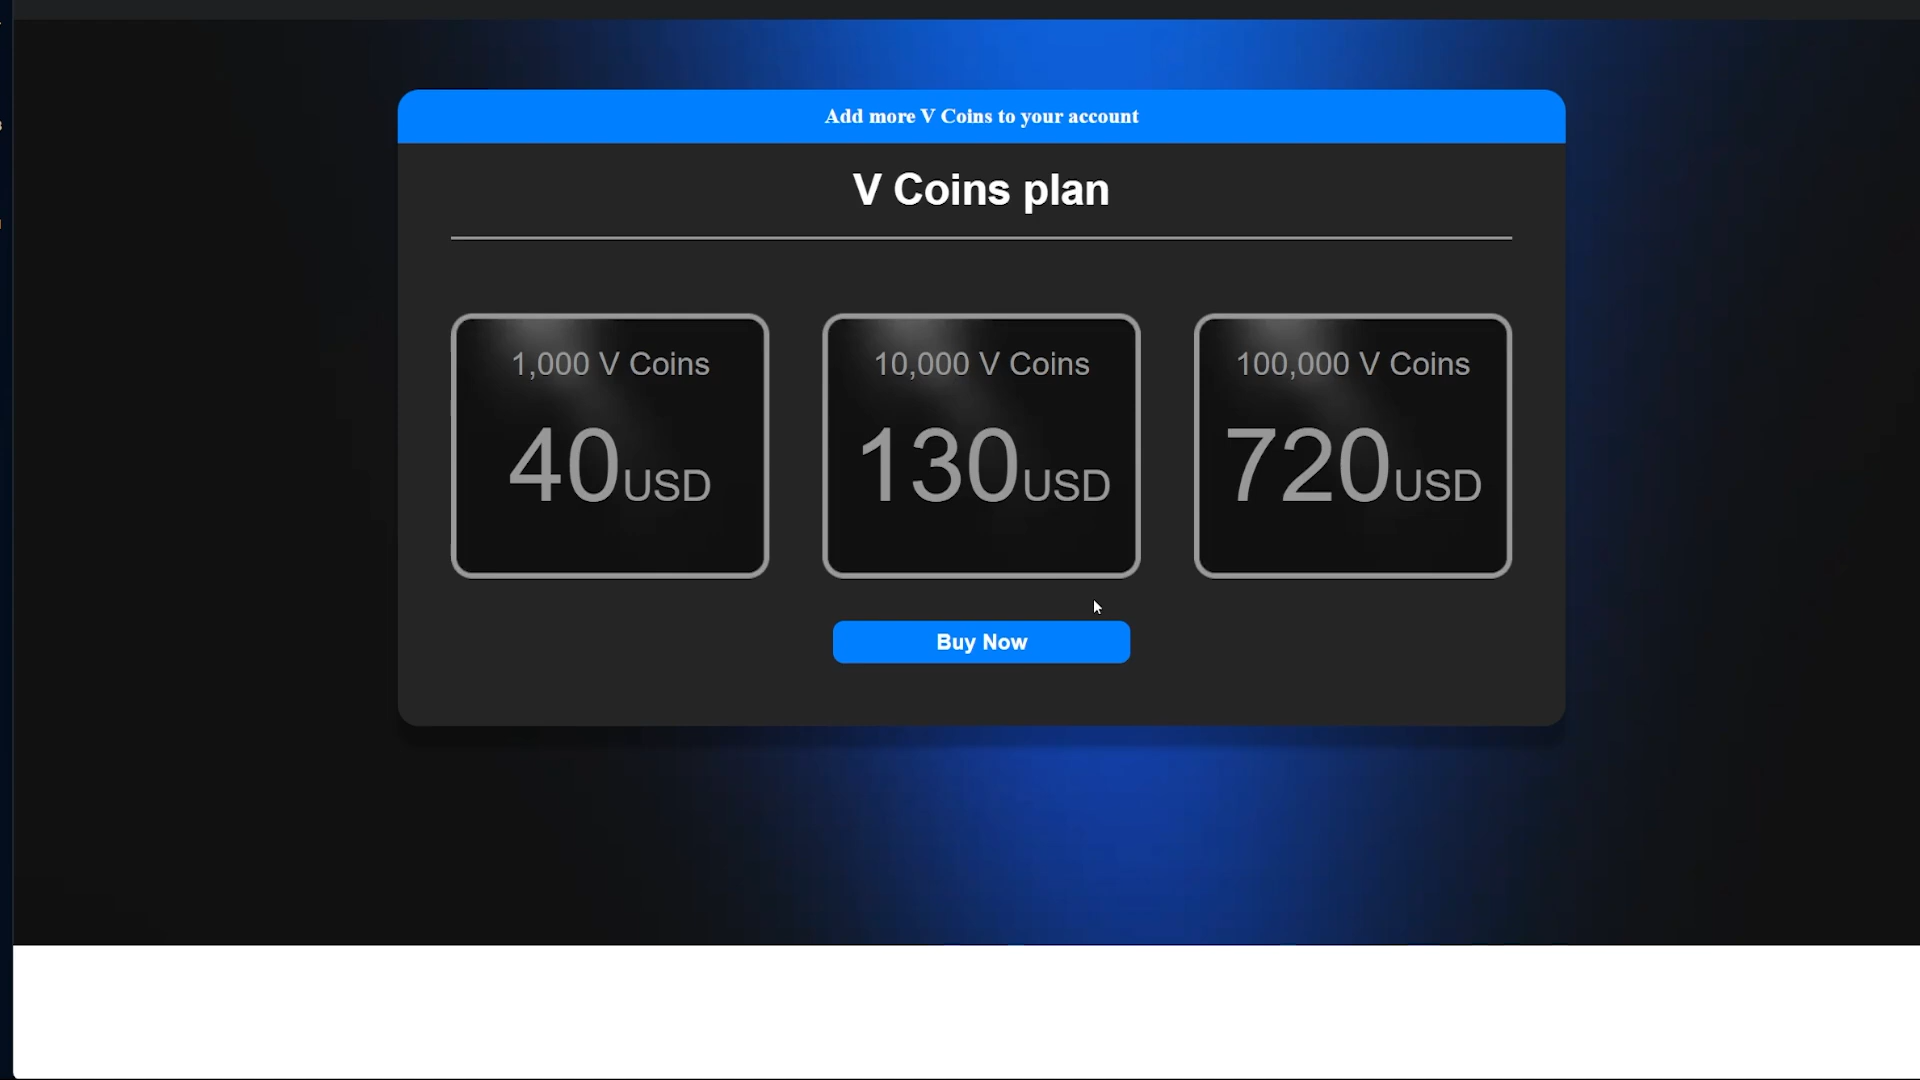 Add more V Coins to your account
V Coins plan
1,000 V Coins
40USD
10,000 V Coins
130USD
100,000 V Coins
720USD
Buy Now